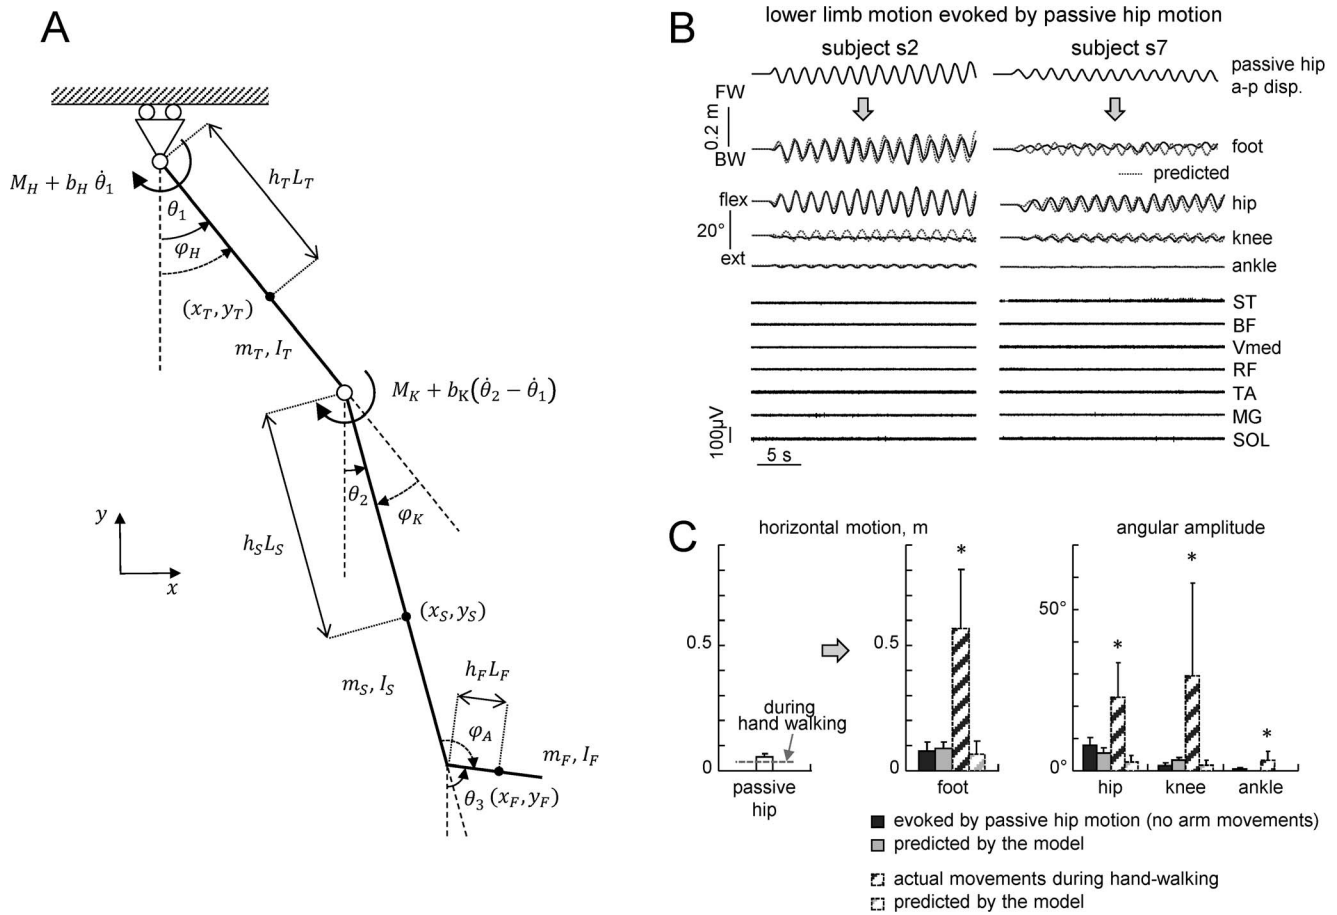 A
h_T L_T
M_H + b_H θ̇_1
θ_1
φ_H
(x_T, y_T)
m_T, I_T
M_K + b_K(θ̇_2 − θ̇_1)
θ_2
φ_K
h_S L_S
y
x
(x_S, y_S)
m_S, I_S
h_F L_F
φ_A
m_F, I_F
θ_3
(x_F, y_F)
B
lower limb motion evoked by passive hip motion
subject s2
subject s7
passive hip
a-p disp.
FW
0.2 m
BW
foot
predicted
flex
hip
20°
knee
ext
ankle
ST
BF
Vmed
RF
TA
MG
100µV
SOL
5 s
C
horizontal motion, m
angular amplitude
0.5
0
during
hand walking
passive
hip
0.5
0
*
foot
50°
0°
*
*
*
hip
knee
ankle
evoked by passive hip motion (no arm movements)
predicted by the model
actual movements during hand-walking
predicted by the model